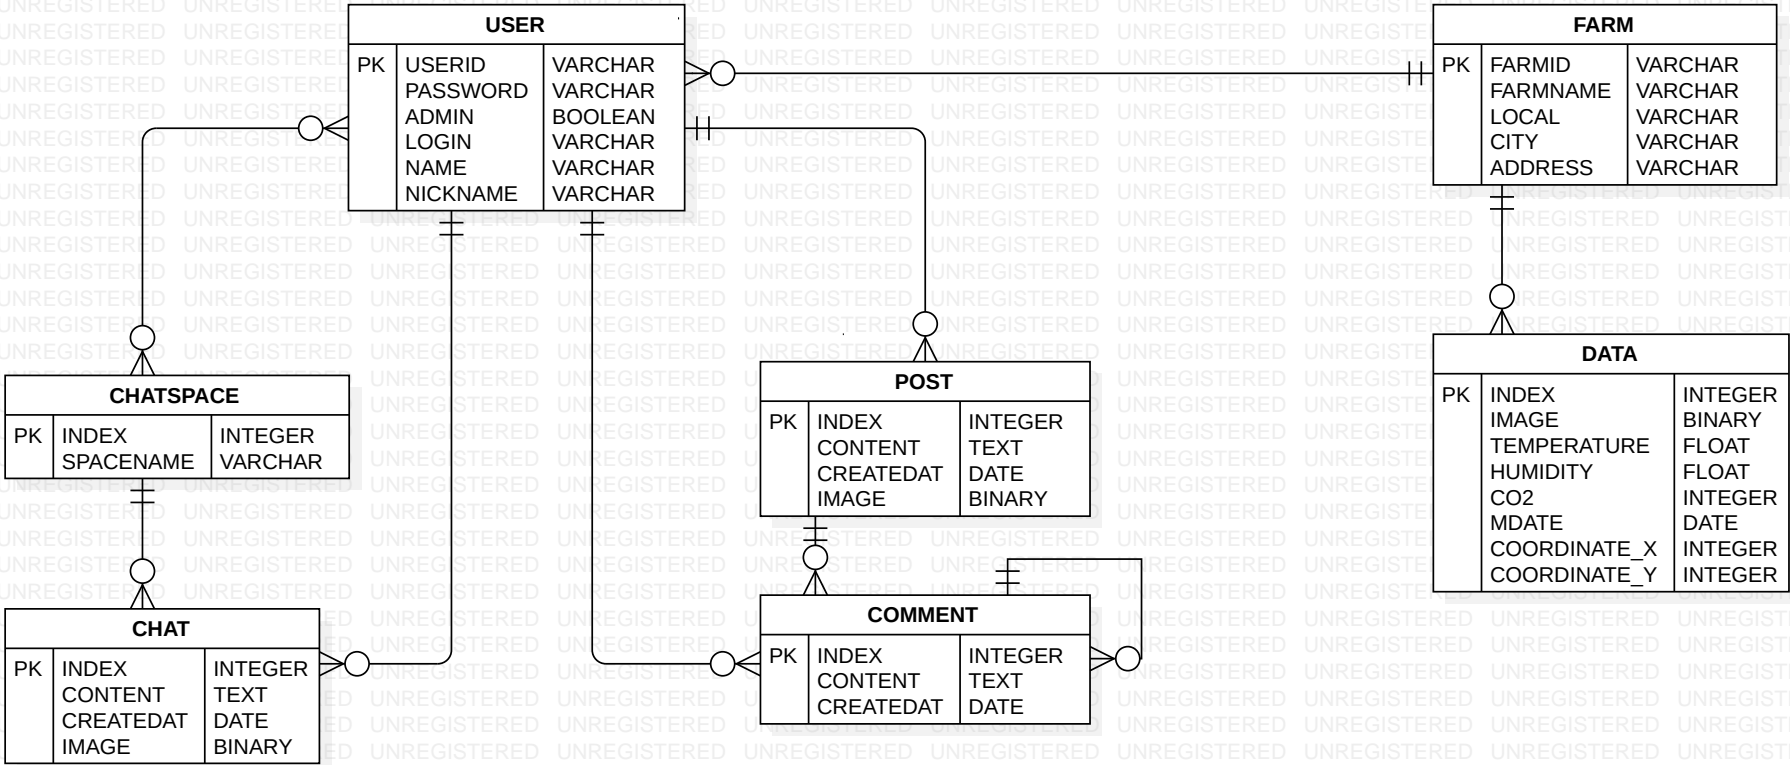 USER
PK USERID VARCHAR
PASSWORD VARCHAR
ADMIN BOOLEAN
LOGIN VARCHAR
NAME VARCHAR
NICKNAME VARCHAR
FARM
PK FARMID VARCHAR
FARMNAME VARCHAR
LOCAL VARCHAR
CITY VARCHAR
ADDRESS VARCHAR
CHATSPACE
PK INDEX INTEGER
SPACENAME VARCHAR
POST
PK INDEX INTEGER
CONTENT TEXT
CREATEDAT DATE
IMAGE BINARY
DATA
PK INDEX INTEGER
IMAGE BINARY
TEMPERATURE FLOAT
HUMIDITY FLOAT
CO2 INTEGER
MDATE DATE
COORDINATE_X INTEGER
COORDINATE_Y INTEGER
CHAT
PK INDEX INTEGER
CONTENT TEXT
CREATEDAT DATE
IMAGE BINARY
COMMENT
PK INDEX INTEGER
CONTENT TEXT
CREATEDAT DATE
UNREGISTERED